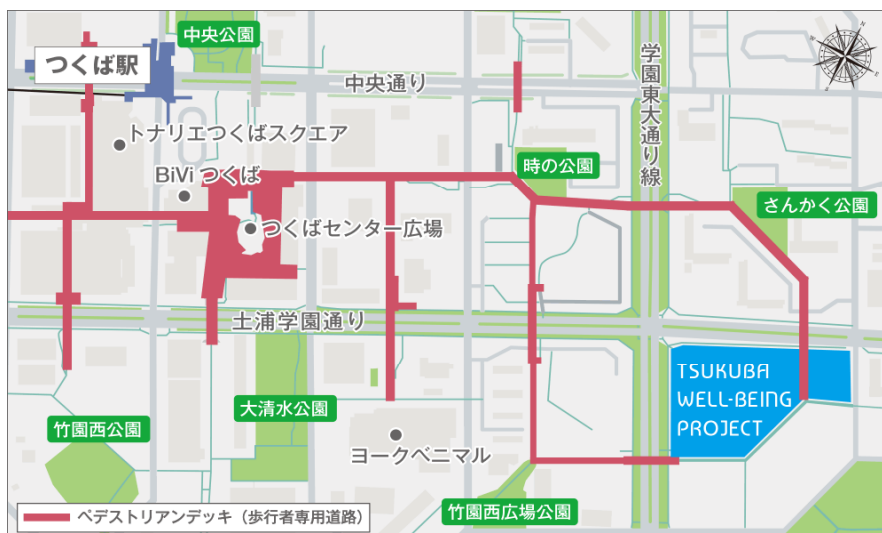 中央公園
つくば駅
中央通り
学園東大通り線
トナリエつくばスクエア
時の公園
BiVi つくば
さんかく公園
つくばセンター広場
土浦学園通り
TSUKUBA
WELL-BEING
PROJECT
大清水公園
竹園西公園
ヨークベニマル
竹園西広場公園
ペデストリアンデッキ（歩行者専用道路）